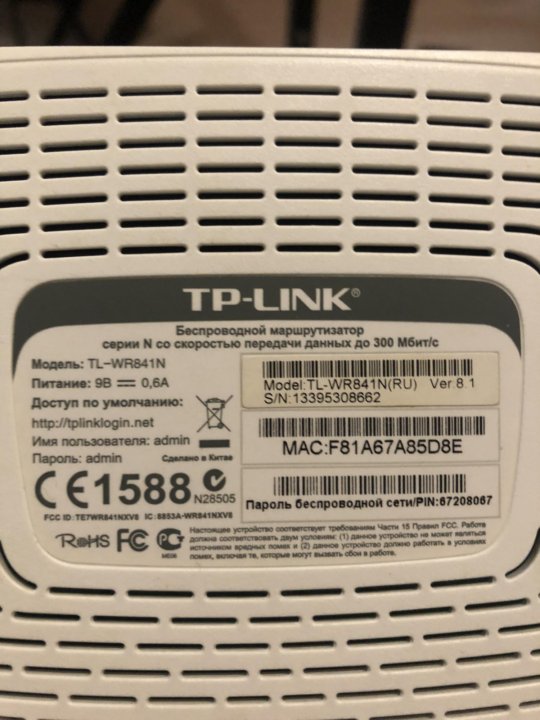 TP-LINK®
Беспроводной маршрутизатор
серии N со скоростью передачи данных до 300 Мбит/с
Модель: TL-WR841N
Питание: 9В 0,6А
Доступ по умолчанию:
http://tplinklogin.net
Имя пользователя: admin
Пароль: admin
Сделано в Китае
Model:TL-WR841N(RU) Ver:8.1
S/N:13395308662
MAC:F81A67A85D8E
Пароль беспроводной сети/PIN:67208067
CE1588
N28505
FCC ID: TE7WR841NXV8 IC: 8853A-WR841NXV8
RoHS FC
МЕ06
Настоящее устройство соответствует требованиям Части 15 Правил FCC. Работа
должна соответствовать двум условиям: (1) данное устройство не может являться
источником вредных помех и (2) данное устройство должно работать в условиях
помех, включая те, которые могут вызвать сбои в работе.